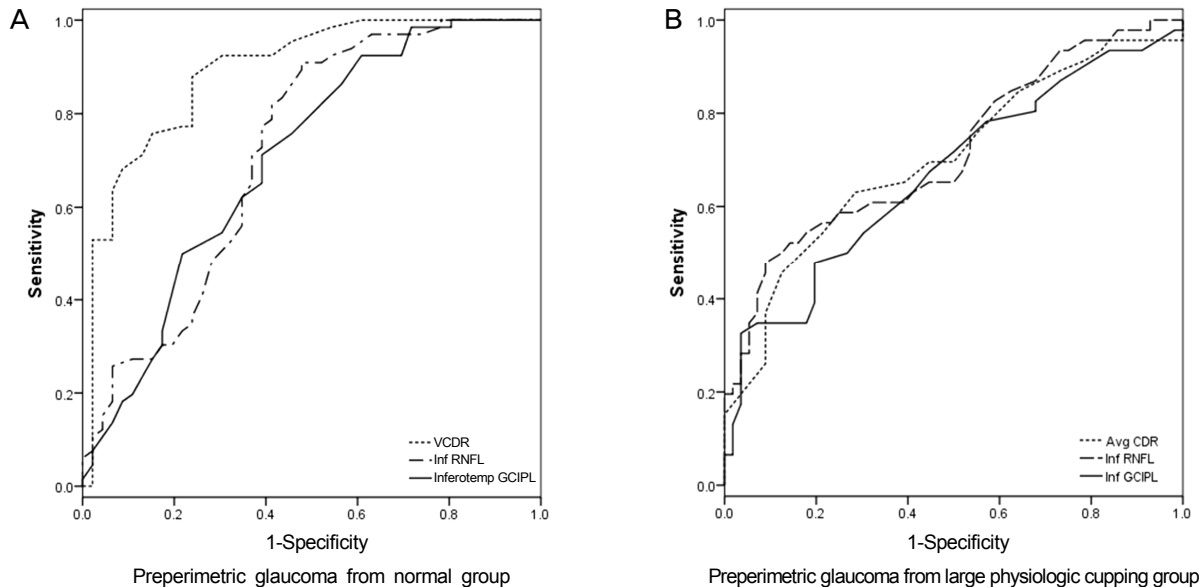 A
1.0
0.8
0.6
0.4
0.2
0.0
Sensitivity
VCDR
Inf RNFL
Inferotemp GCIPL
0.0 0.2 0.4 0.6 0.8 1.0
1-Specificity
Preperimetric glaucoma from normal group
B
1.0
0.8
0.6
0.4
0.2
0.0
Sensitivity
Avg CDR
Inf RNFL
Inf GCIPL
0.0 0.2 0.4 0.6 0.8 1.0
1-Specificity
Preperimetric glaucoma from large physiologic cupping group